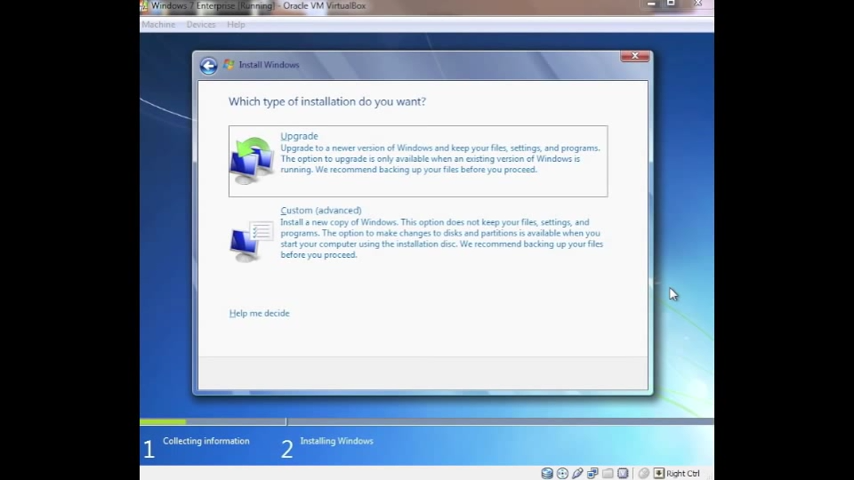 Windows 7 Enterprise [Running] - Oracle VM VirtualBox
Machine Devices Help
Install Windows
Which type of installation do you want?
Upgrade
Upgrade to a newer version of Windows and keep your files, settings, and programs.
The option to upgrade is only available when an existing version of Windows is
running. We recommend backing up your files before you proceed.
Custom (advanced)
Install a new copy of Windows. This option does not keep your files, settings, and
programs. The option to make changes to disks and partitions is available when you
start your computer using the installation disc. We recommend backing up your files
before you proceed.
Help me decide
1 Collecting information 2 Installing Windows
Right Ctrl